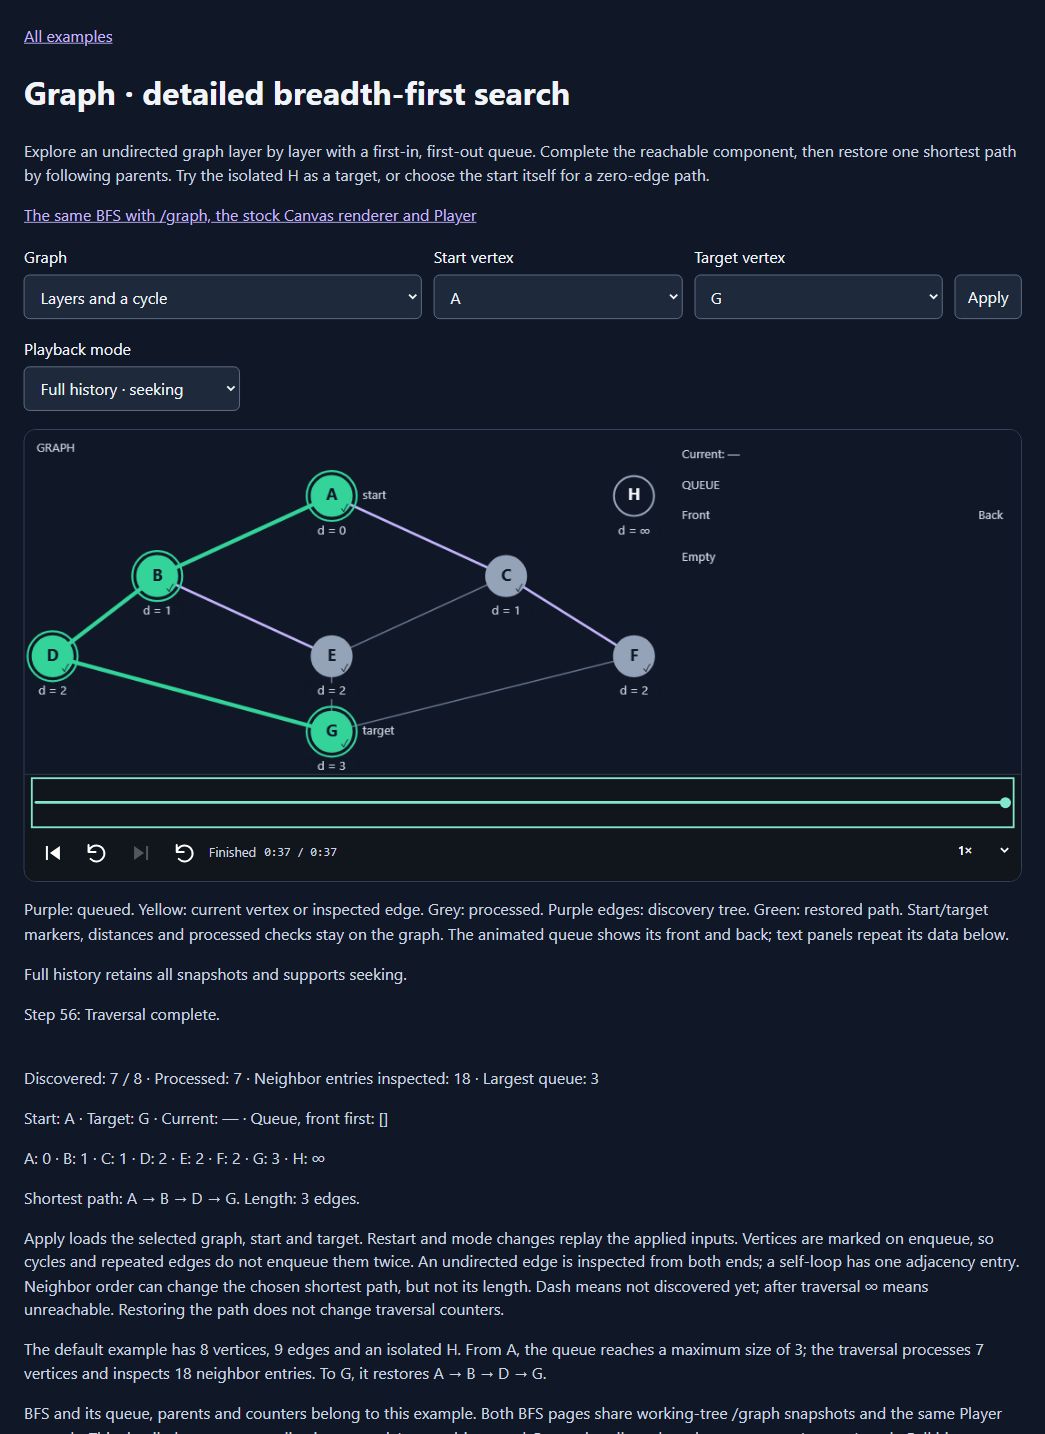 All examples
Graph · detailed breadth-first search
Explore an undirected graph layer by layer with a first-in, first-out queue. Complete the reachable component, then restore one shortest path
by following parents. Try the isolated H as a target, or choose the start itself for a zero-edge path.
The same BFS with /graph, the stock Canvas renderer and Player
Graph
Start vertex
Target vertex
Layers and a cycle
A
G
Apply
Playback mode
Full history · seeking
GRAPH
Current: —
QUEUE
Front
Back
Empty
A
start
d = 0
H
d = ∞
B
d = 1
C
d = 1
D
d = 2
E
d = 2
F
d = 2
G
target
d = 3
Finished 0:37 / 0:37
1×
Purple: queued. Yellow: current vertex or inspected edge. Grey: processed. Purple edges: discovery tree. Green: restored path. Start/target
markers, distances and processed checks stay on the graph. The animated queue shows its front and back; text panels repeat its data below.
Full history retains all snapshots and supports seeking.
Step 56: Traversal complete.
Discovered: 7 / 8 · Processed: 7 · Neighbor entries inspected: 18 · Largest queue: 3
Start: A · Target: G · Current: — · Queue, front first: []
A: 0 · B: 1 · C: 1 · D: 2 · E: 2 · F: 2 · G: 3 · H: ∞
Shortest path: A → B → D → G. Length: 3 edges.
Apply loads the selected graph, start and target. Restart and mode changes replay the applied inputs. Vertices are marked on enqueue, so
cycles and repeated edges do not enqueue them twice. An undirected edge is inspected from both ends; a self-loop has one adjacency entry.
Neighbor order can change the chosen shortest path, but not its length. Dash means not discovered yet; after traversal ∞ means
unreachable. Restoring the path does not change traversal counters.
The default example has 8 vertices, 9 edges and an isolated H. From A, the queue reaches a maximum size of 3; the traversal processes 7
vertices and inspects 18 neighbor entries. To G, it restores A → B → D → G.
BFS and its queue, parents and counters belong to this example. Both BFS pages share working-tree /graph snapshots and the same Player